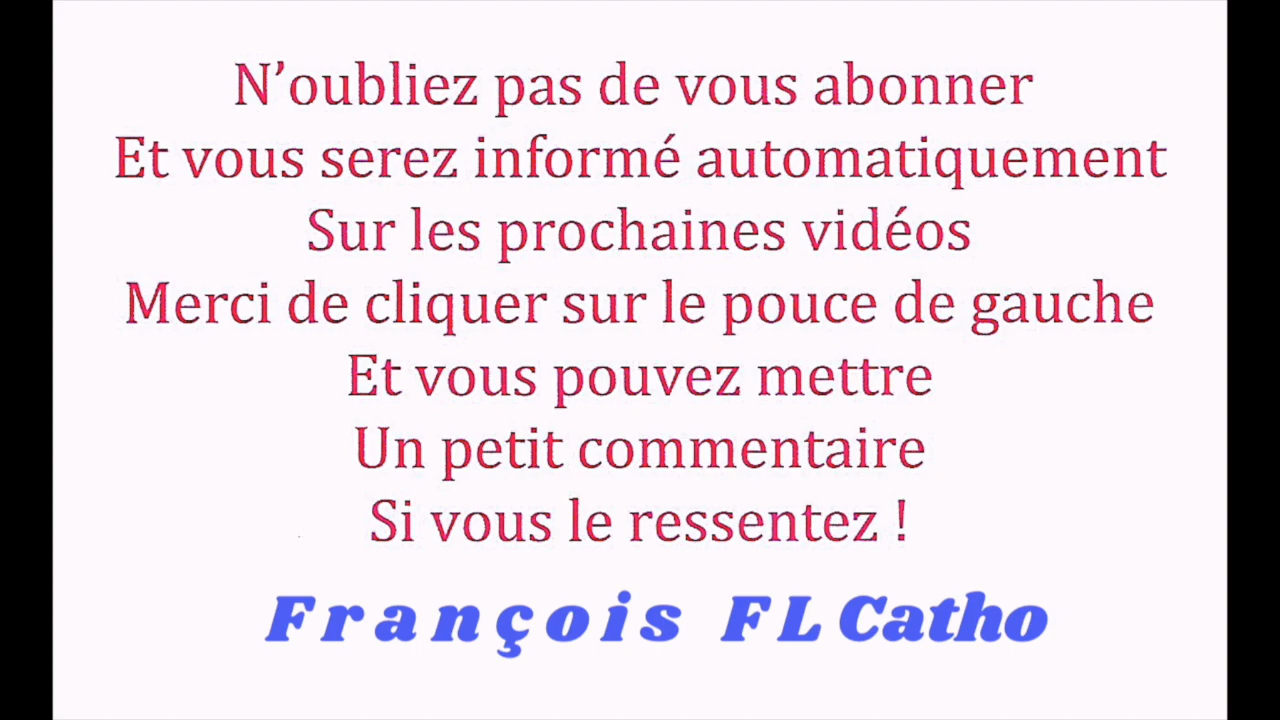 N’oubliez pas de vous abonner
Et vous serez informé automatiquement
Sur les prochaines vidéos
Merci de cliquer sur le pouce de gauche
Et vous pouvez mettre
Un petit commentaire
Si vous le ressentez !
François FLCatho